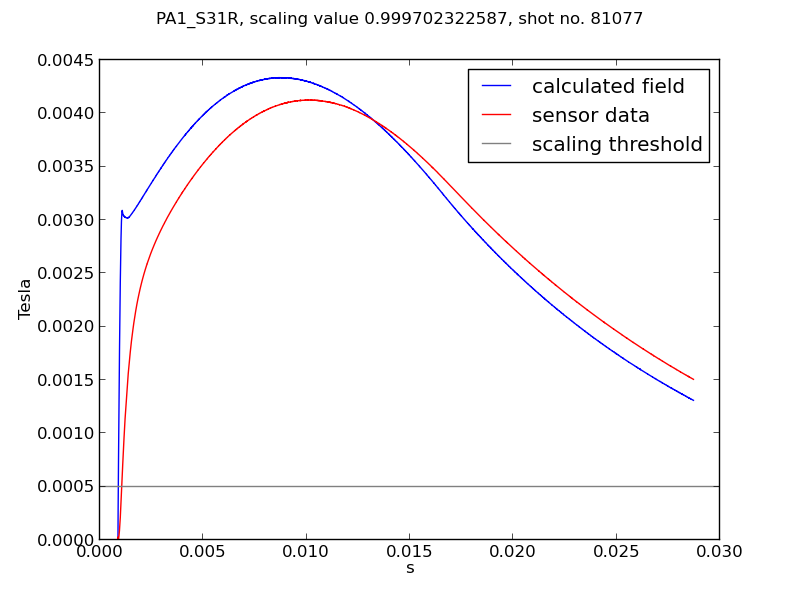 PA1_S31R, scaling value 0.999702322587, shot no. 81077
calculated field
sensor data
scaling threshold
Tesla
0.0045
0.0040
0.0035
0.0030
0.0025
0.0020
0.0015
0.0010
0.0005
0.0000
0.000 0.005 0.010 0.015 0.020 0.025 0.030
s